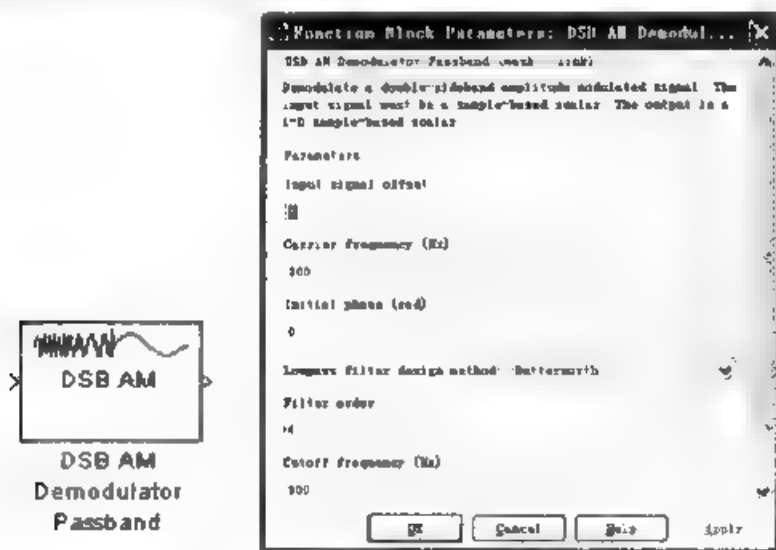 Function Block Parameters: DSB AM Demodul...
DSB AM Demodulator Passband (mask link)
Demodulate a double-sideband amplitude modulated signal. The
input signal must be a sample-based scalar. The output is a
sample-based scalar
Parameters
Input signal offset
Carrier frequency (Hz)
300
Initial phase (rad)
0
Lowpass filter design method: Butterworth
Filter order
4
Cutoff frequency (Hz)
300
OK Cancel Help Apply
DSB AM
DSB AM
Demodulator
Passband